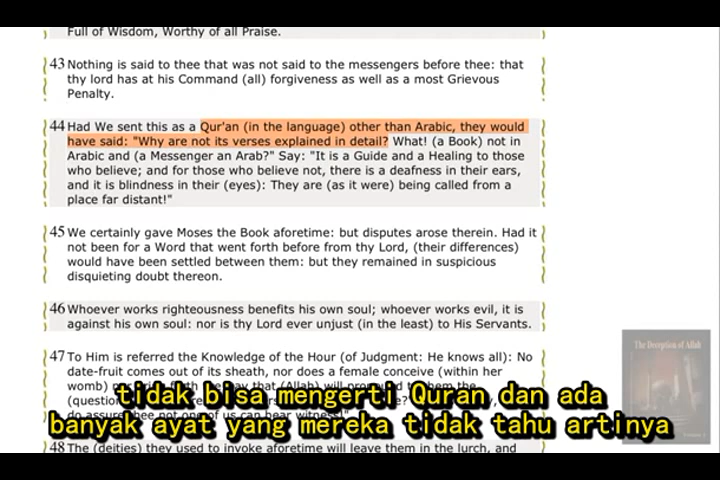 Full of Wisdom, Worthy of all Praise.
43 Nothing is said to thee that was not said to the messengers before thee: that
thy lord has at his Command (all) forgiveness as well as a most Grievous
Penalty.
44 Had We sent this as a Qur'an (in the language) other than Arabic, they would
have said: "Why are not its verses explained in detail? What! (a Book) not in
Arabic and (a Messenger an Arab?" Say: "It is a Guide and a Healing to those
who believe; and for those who believe not, there is a deafness in their ears,
and it is blindness in their (eyes): They are (as it were) being called from a
place far distant!"
45 We certainly gave Moses the Book aforetime: but disputes arose therein. Had it
not been for a Word that went forth before from thy Lord, (their differences)
would have been settled between them: but they remained in suspicious
disquieting doubt thereon.
46 Whoever works righteousness benefits his own soul; whoever works evil, it is
against his own soul: nor is thy Lord ever unjust (in the least) to His Servants.
The Deception of Allah
47 To Him is referred the Knowledge of the Hour (of Judgment: He knows all): No
date-fruit comes out of its sheath, nor does a female conceive (within her
womb)
tidak bisa mengerti Quran dan ada
(question
banyak ayat yang mereka tidak tahu artinya
48 The (deities) they used to invoke aforetime will leave them in the lurch, and